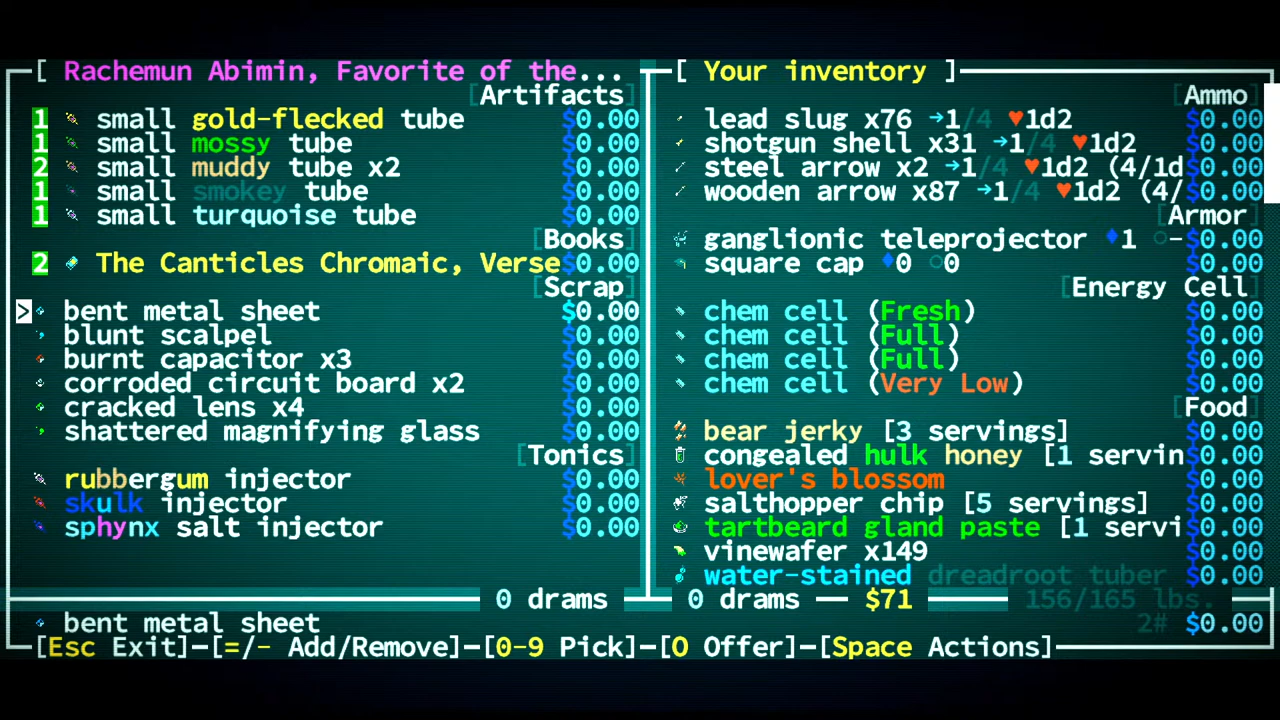 [ Rachemun Abimin, Favorite of the...
[Artifacts]
1 small gold-flecked tube $0.00
1 small mossy tube $0.00
2 small muddy tube x2 $0.00
1 small smokey tube $0.00
1 small turquoise tube $0.00
[Books]
2 The Canticles Chromaic, Verse $0.00
[Scrap]
> bent metal sheet $0.00
blunt scalpel $0.00
burnt capacitor x3 $0.00
corroded circuit board x2 $0.00
cracked lens x4 $0.00
shattered magnifying glass $0.00
[Tonics]
rubbergum injector $0.00
skulk injector $0.00
sphynx salt injector $0.00
0 drams
[ Your inventory ]
[Ammo]
lead slug x76 →1/4 ♥1d2 $0.00
shotgun shell x31 →1/4 ♥1d2 $0.00
steel arrow x2 →1/4 ♥1d2 (4/1d $0.00
wooden arrow x87 →1/4 ♥1d2 (4/ $0.00
[Armor]
ganglionic teleprojector ♦1 ○- $0.00
square cap ♦0 ○0 $0.00
[Energy Cell]
chem cell (Fresh) $0.00
chem cell (Full) $0.00
chem cell (Full) $0.00
chem cell (Very Low) $0.00
[Food]
bear jerky [3 servings] $0.00
congealed hulk honey [1 servin $0.00
lover's blossom $0.00
salthopper chip [5 servings] $0.00
tartbeard gland paste [1 servi $0.00
vinewafer x149 $0.00
water-stained dreadroot tuber $0.00
0 drams — $71 156/165 lbs.
bent metal sheet 2# $0.00
[Esc Exit]—[=/- Add/Remove]—[0-9 Pick]—[O Offer]—[Space Actions]